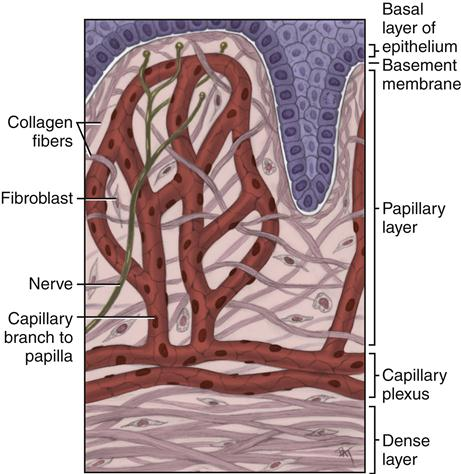 Basal
layer of
epithelium
Basement
membrane
Collagen
fibers
Fibroblast
Papillary
layer
Nerve
Capillary
branch to
papilla
Capillary
plexus
Dense
layer